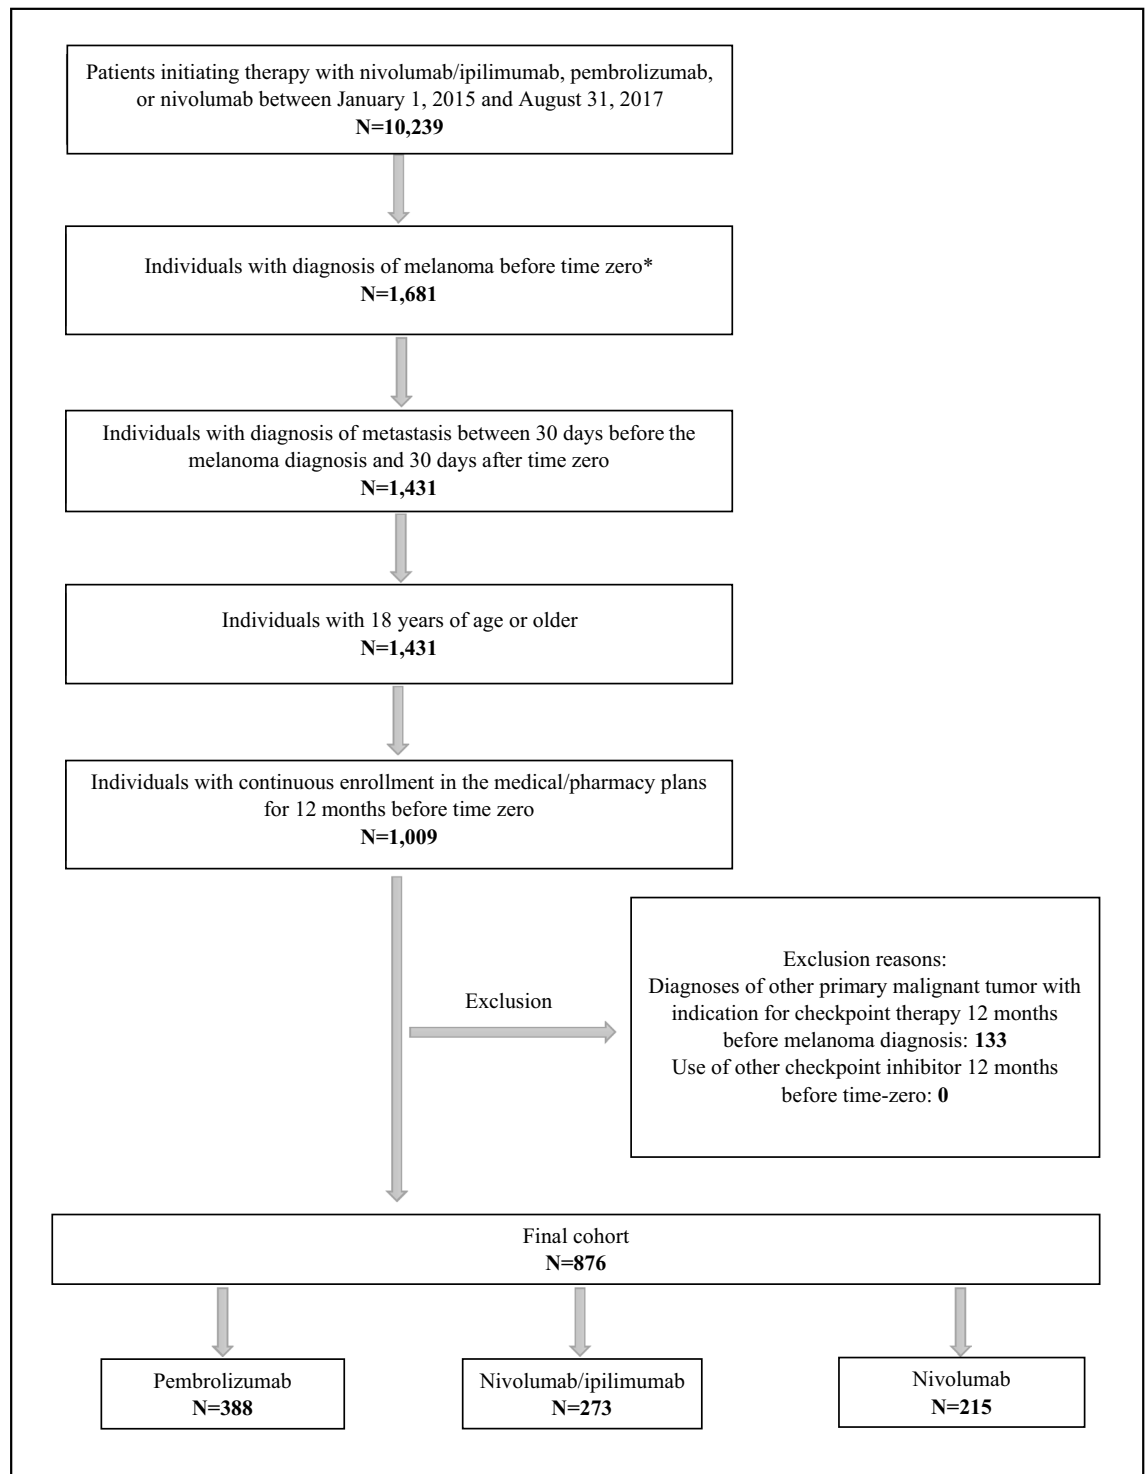 Patients initiating therapy with nivolumab/ipilimumab, pembrolizumab,
or nivolumab between January 1, 2015 and August 31, 2017
N=10,239
Individuals with diagnosis of melanoma before time zero*
N=1,681
Individuals with diagnosis of metastasis between 30 days before the
melanoma diagnosis and 30 days after time zero
N=1,431
Individuals with 18 years of age or older
N=1,431
Individuals with continuous enrollment in the medical/pharmacy plans
for 12 months before time zero
N=1,009
Exclusion
Exclusion reasons:
Diagnoses of other primary malignant tumor with
indication for checkpoint therapy 12 months
before melanoma diagnosis: 133
Use of other checkpoint inhibitor 12 months
before time-zero: 0
Final cohort
N=876
Pembrolizumab
N=388
Nivolumab/ipilimumab
N=273
Nivolumab
N=215